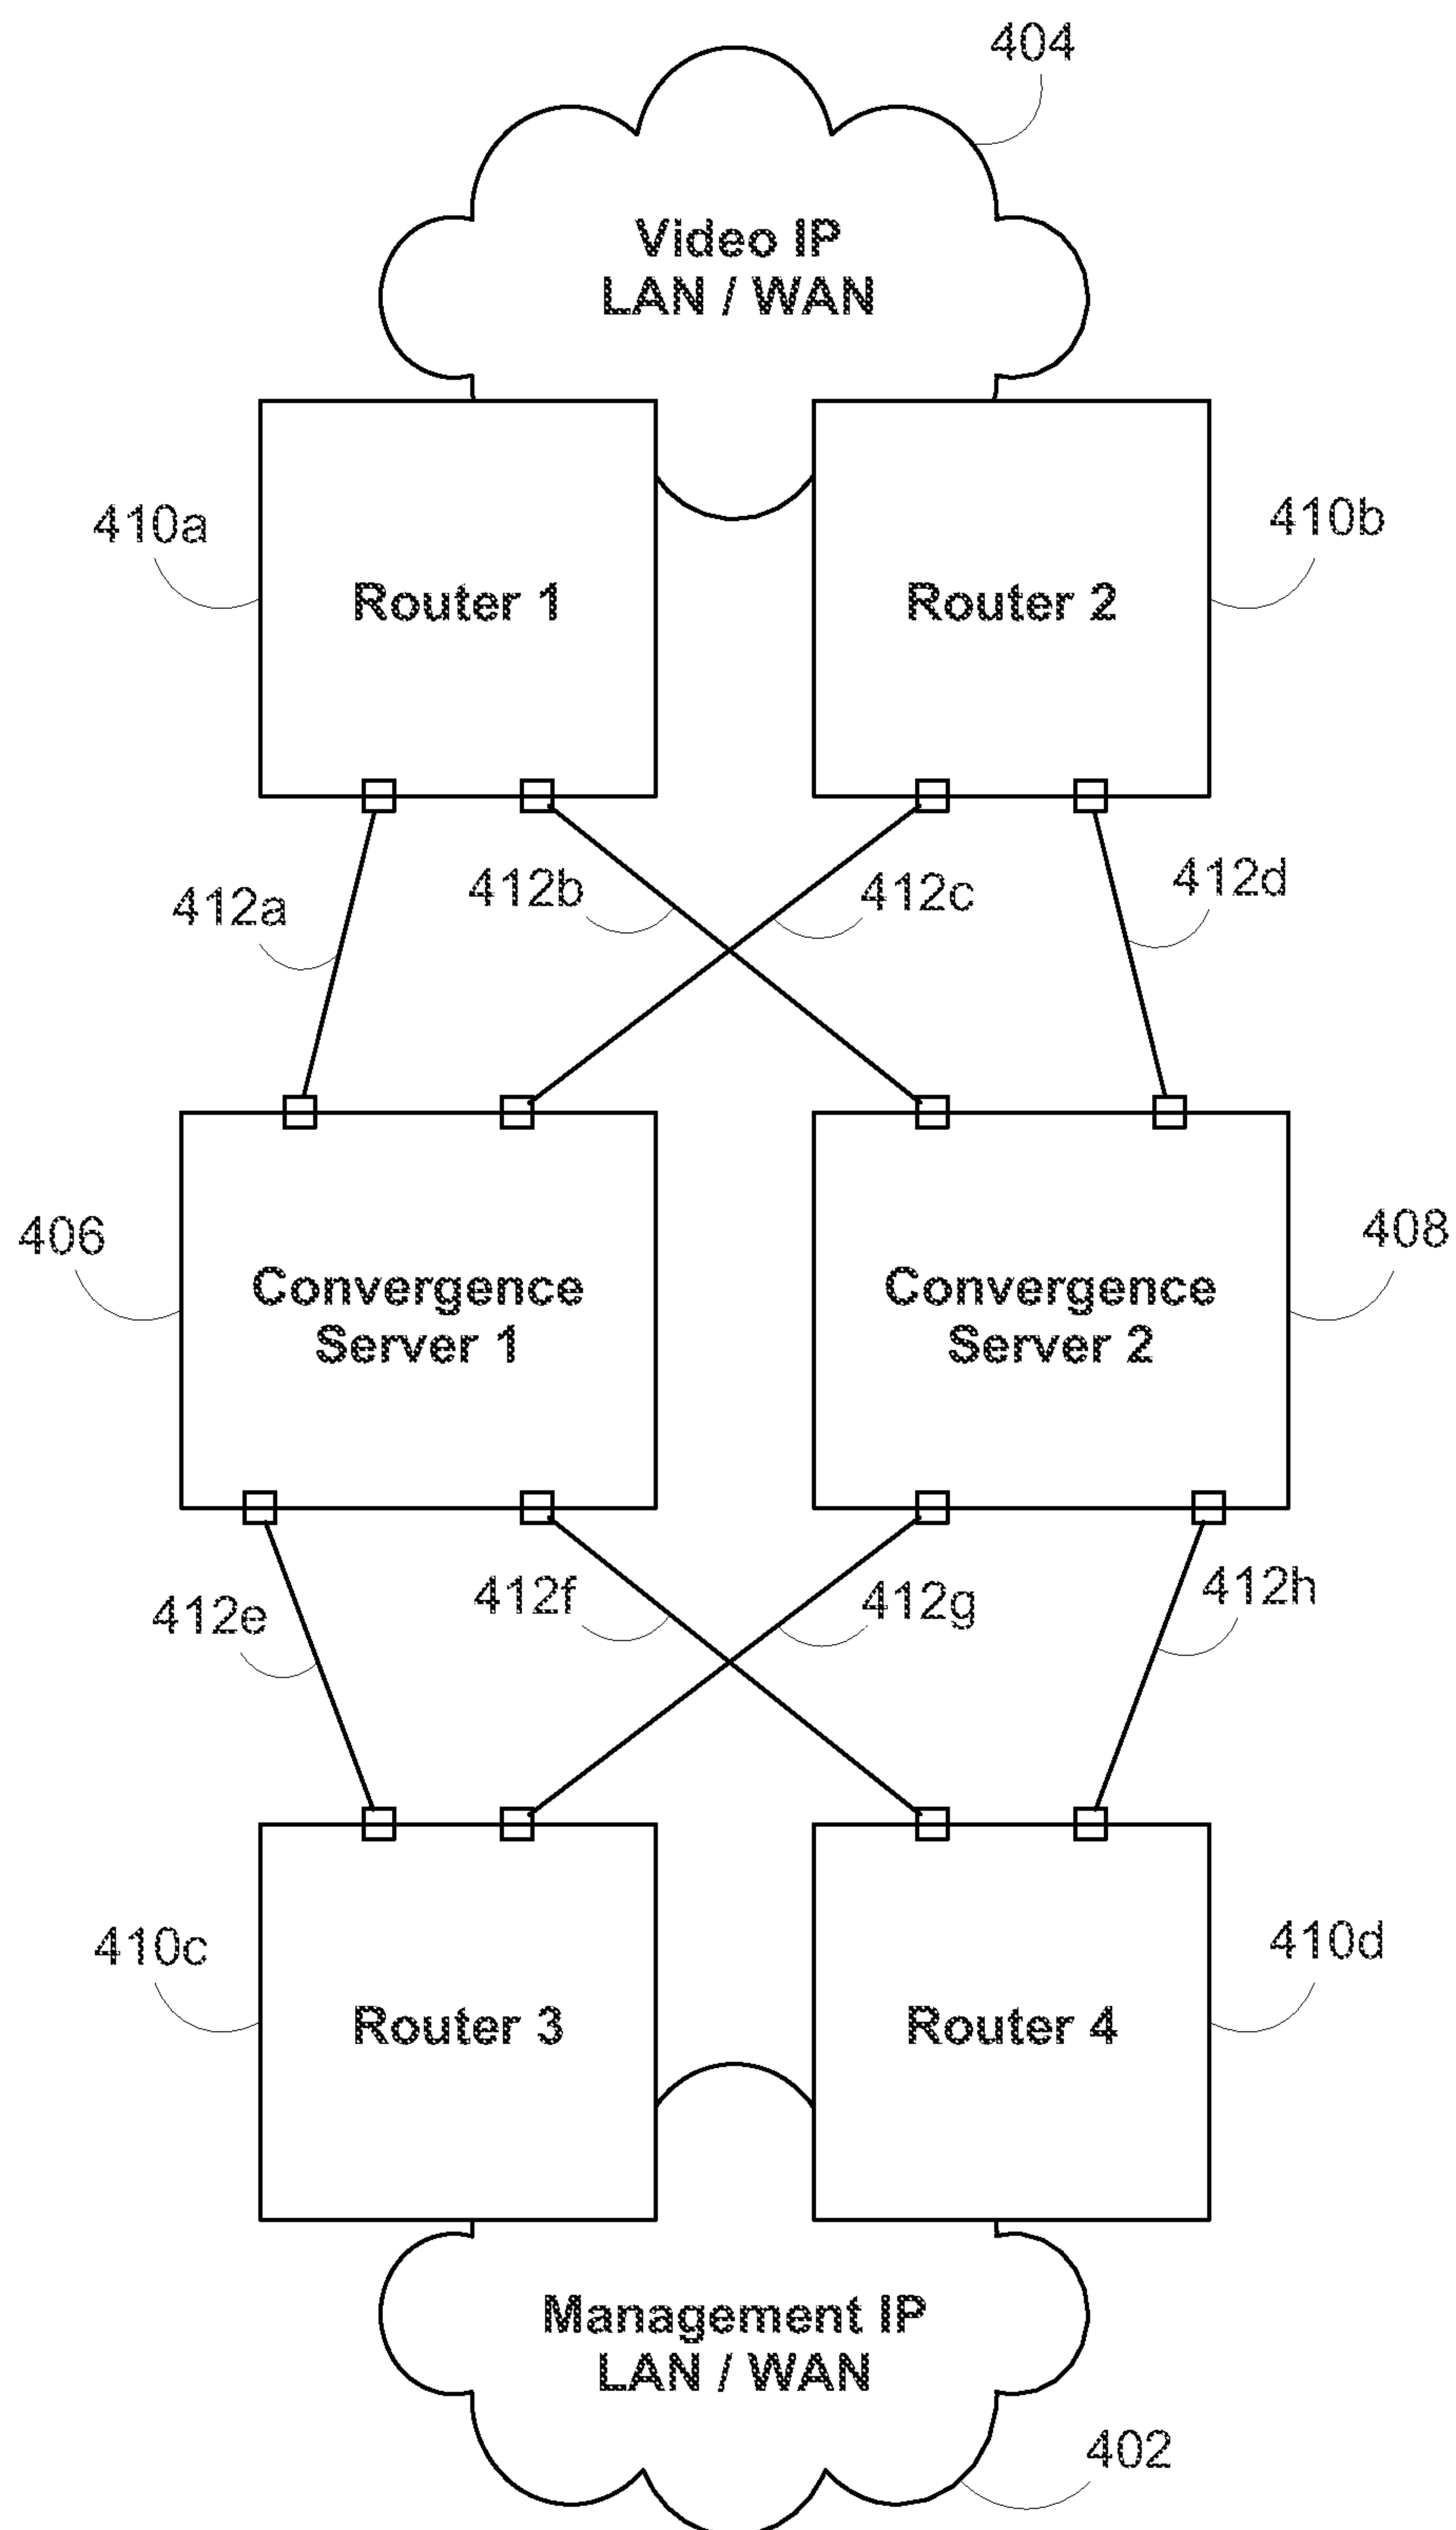 404
Video IP
LAN / WAN
410a
410b
Router 1
Router 2
412a
412b
412c
412d
406
408
Convergence
Server 1
Convergence
Server 2
412e
412f
412g
412h
410c
410d
Router 3
Router 4
Management IP
LAN / WAN
402